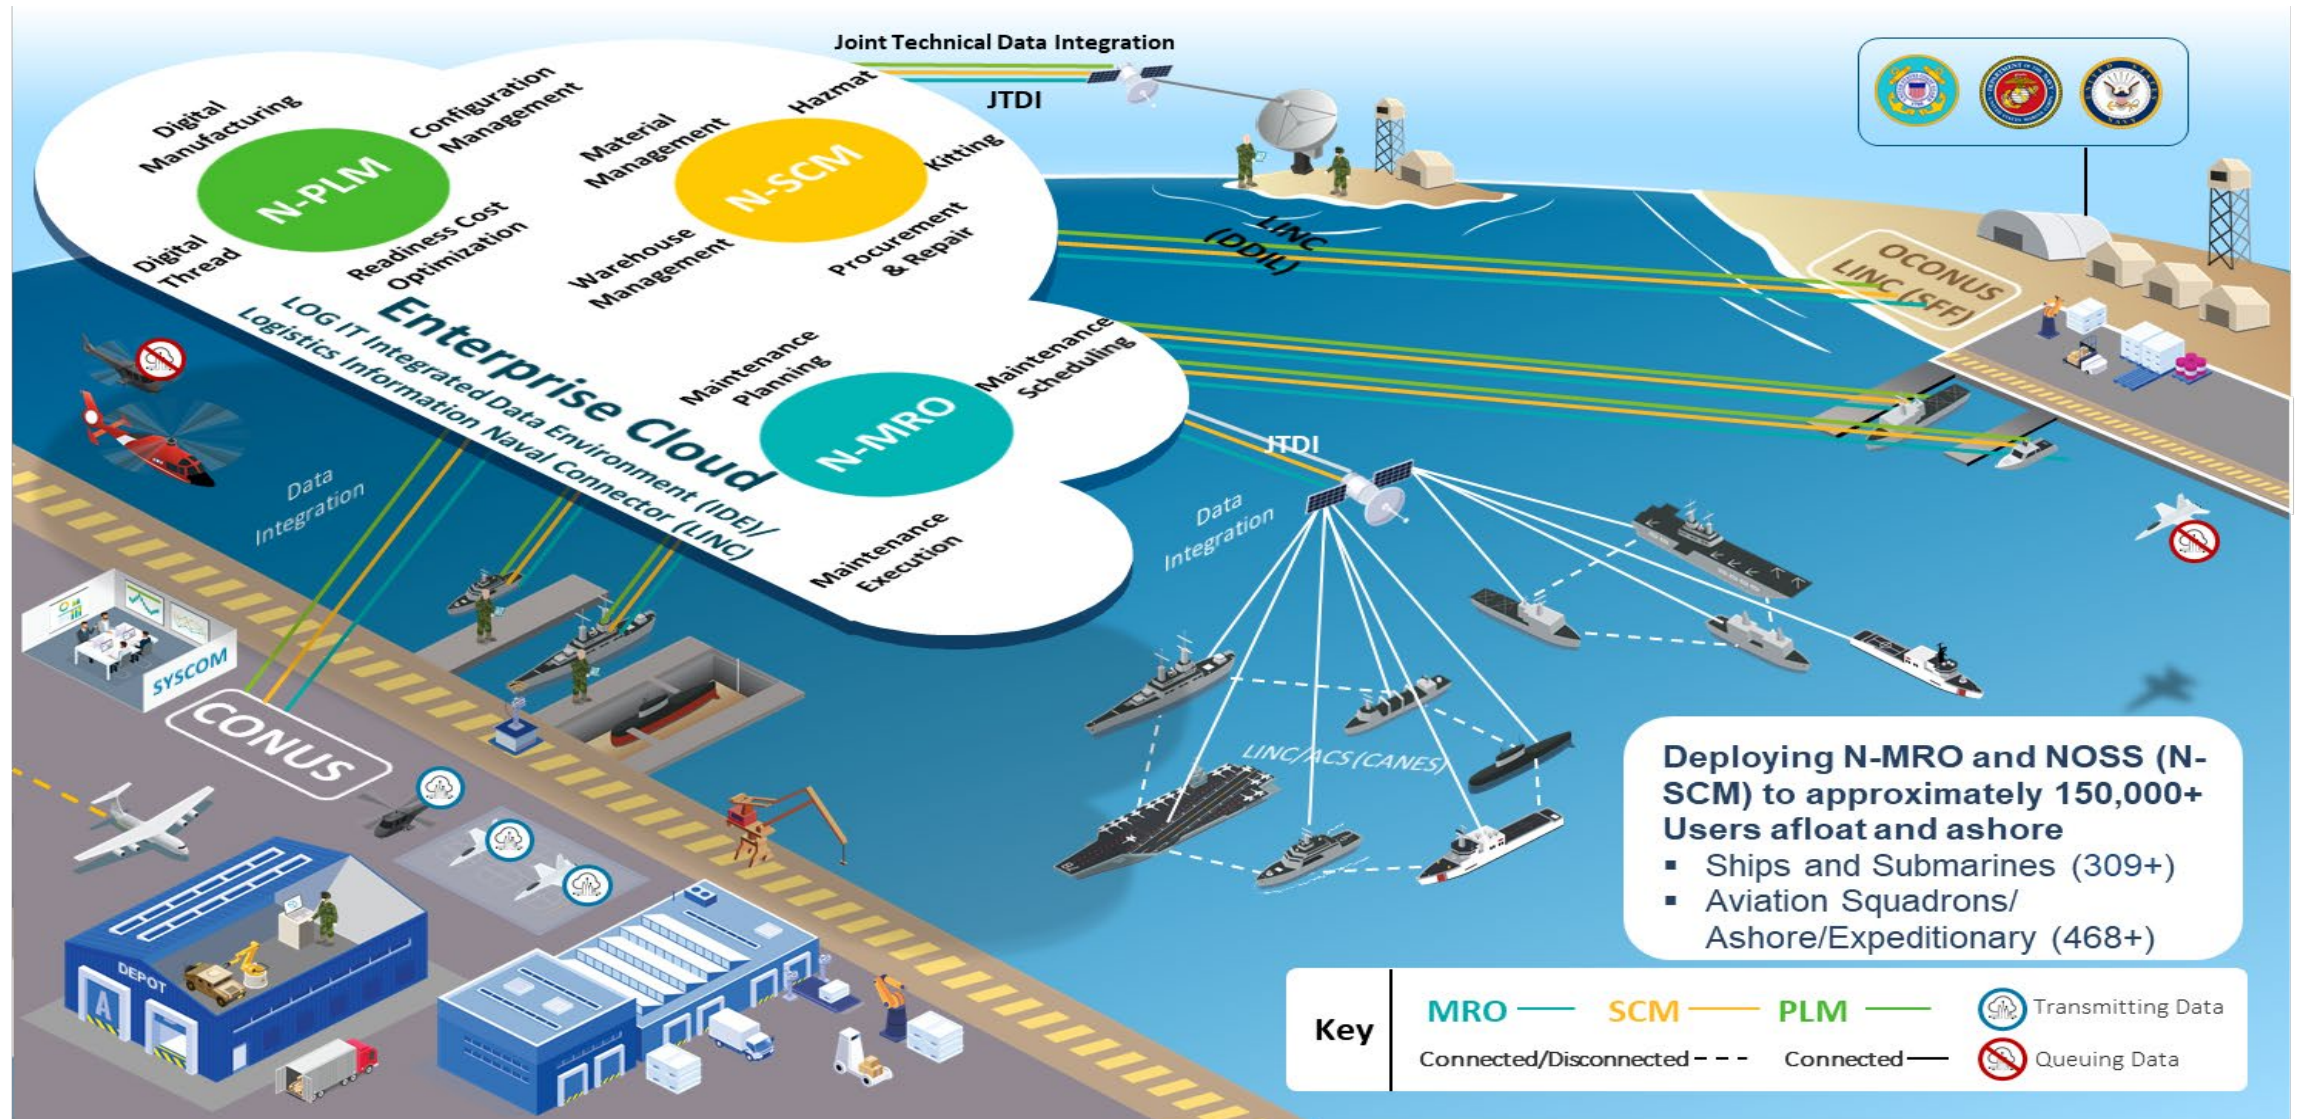 Joint Technical Data Integration
JTDI
Digital
Manufacturing
Configuration
Management
N-PLM
Digital
Thread
Readiness Cost
Optimization
Material
Management
Hazmat
N-SCM
Kitting
Warehouse
Management
Procurement
& Repair
Enterprise Cloud
LOG IT Integrated Data Environment (IDE)/
Logistics Information Naval Connector (LINC)
Maintenance
Planning
Maintenance
Scheduling
N-MRO
Maintenance
Execution
LINC
(DDIL)
OCONUS
LINC (SFF)
JTDI
Data
Integration
Data
Integration
SYSCOM
CONUS
LINC/ACS(CANES)
DEPOT
A
Deploying N-MRO and NOSS (N-
SCM) to approximately 150,000+
Users afloat and ashore
▪ Ships and Submarines (309+)
▪ Aviation Squadrons/
Ashore/Expeditionary (468+)
Key
MRO
SCM
PLM
Transmitting Data
Connected/Disconnected
Connected
Queuing Data